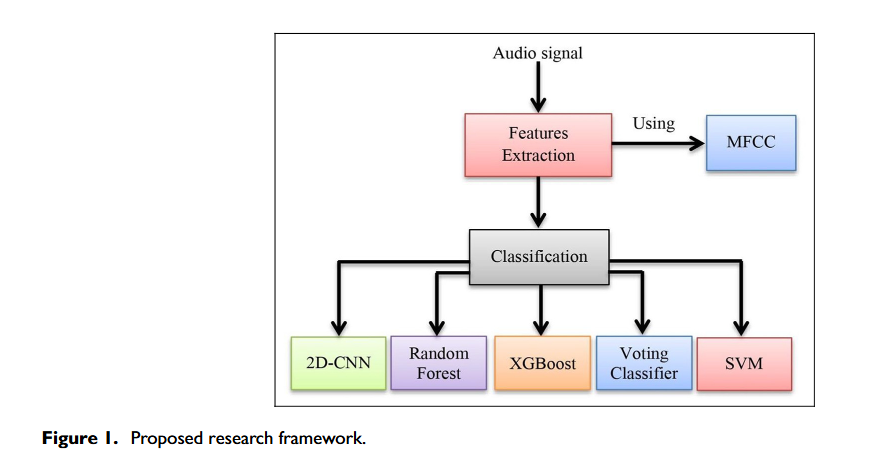 Audio signal
Features
Extraction
Using
MFCC
Classification
2D-CNN
Random
Forest
XGBoost
Voting
Classifier
SVM
Figure 1. Proposed research framework.